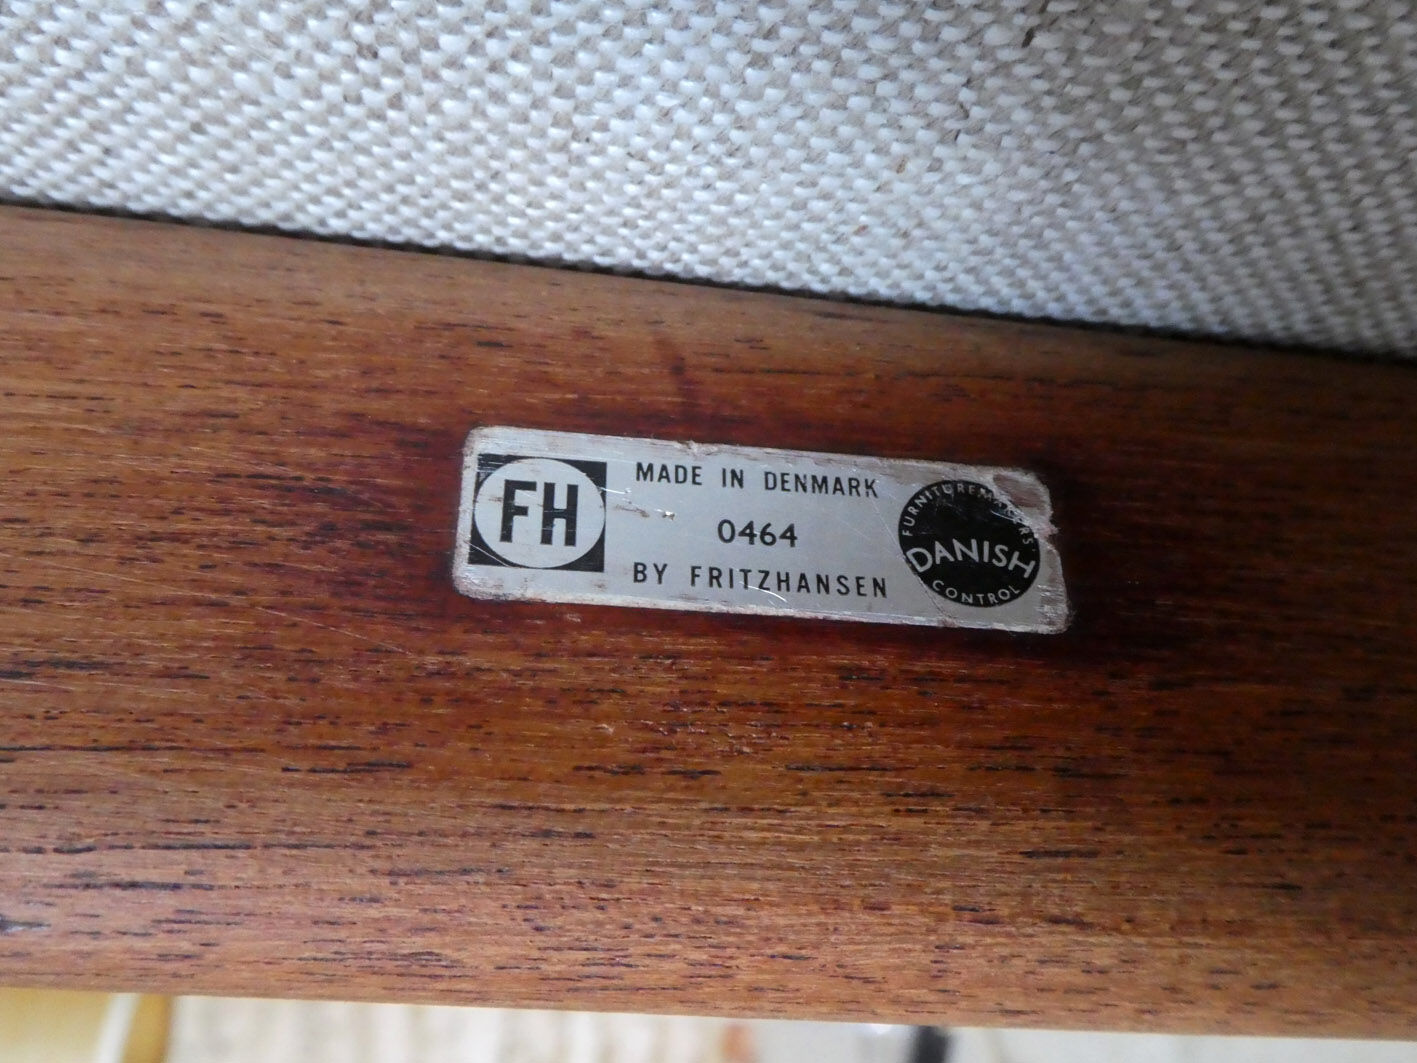 FH
MADE IN DENMARK
0464
BY FRITZHANSEN
FURNITUREMAKERS'
DANISH
CONTROL